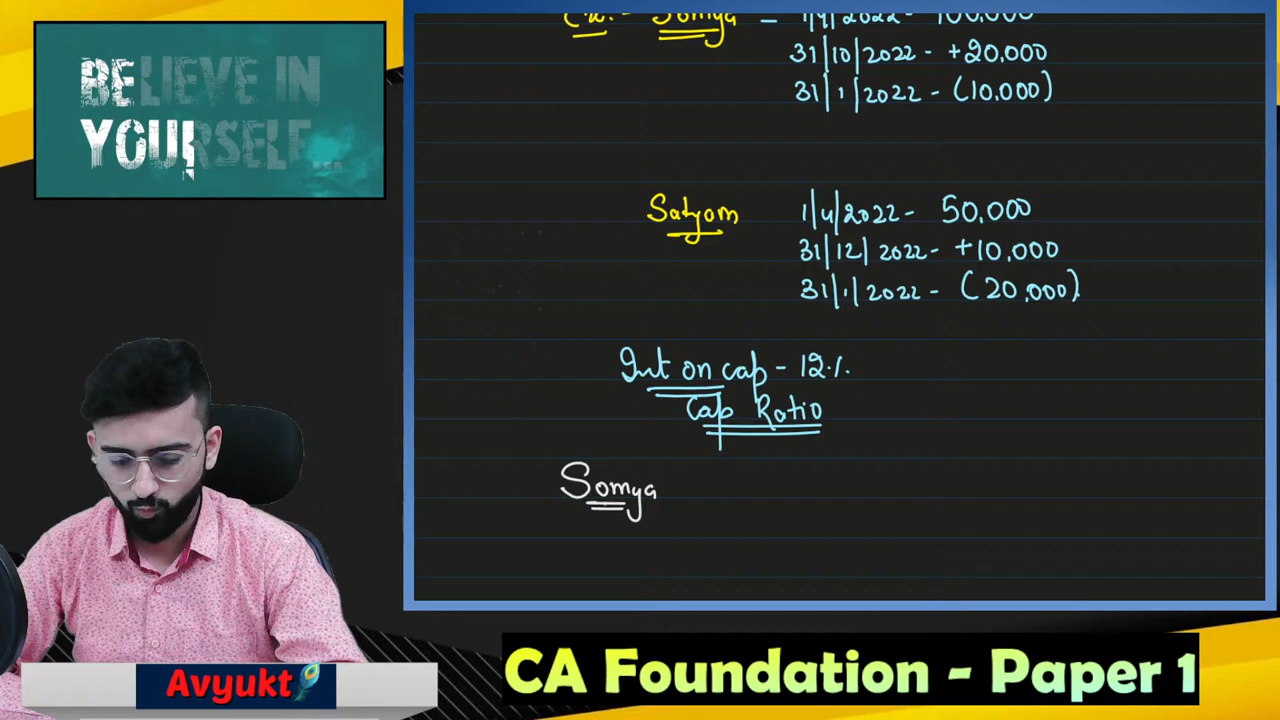 BELIEVE IN
YOURSELF...
Ex. - Somya - 1/4/2022 - 100,000
31/10/2022 - +20,000
31/1/2022 - (10,000)
Satyam 1/4/2022 - 50,000
31/12/2022 - +10,000
31/1/2022 - (20,000)
Int on cap - 12%
Cap Ratio
Somya
Avyukt
CA Foundation - Paper 1